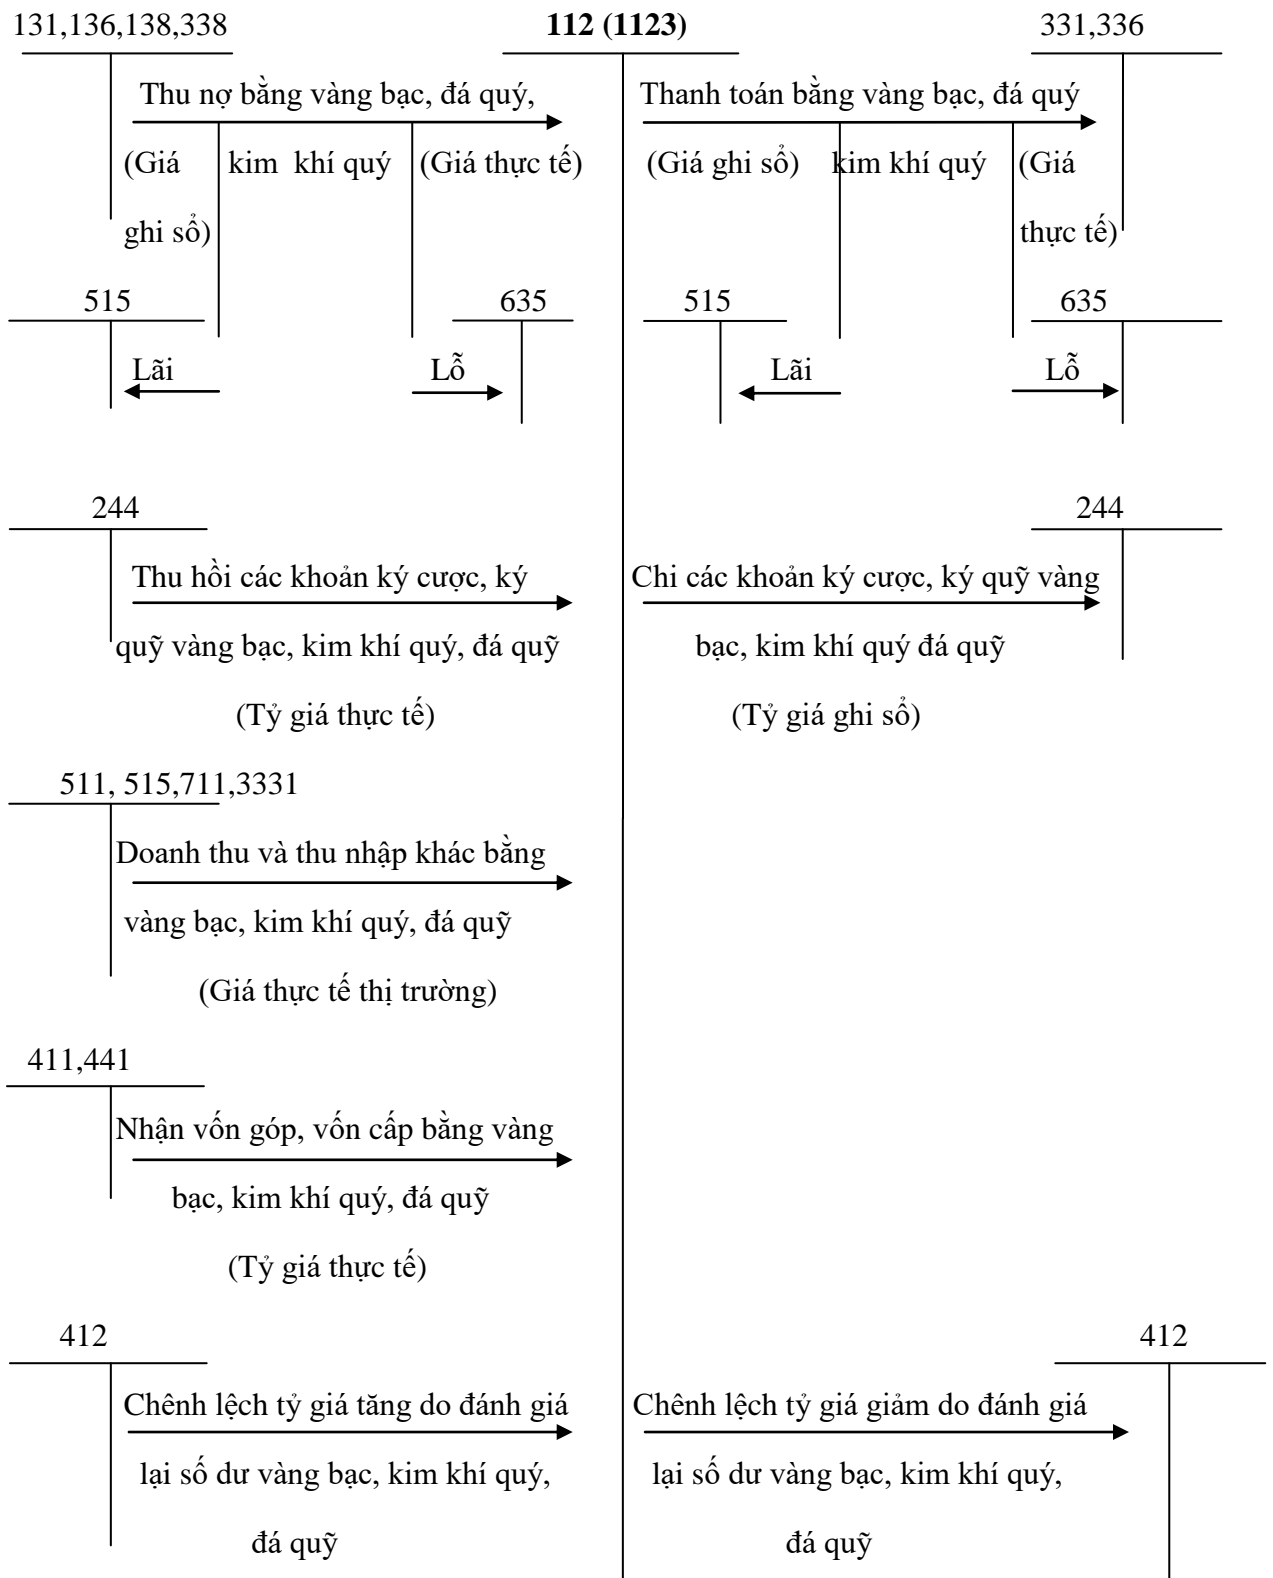 131,136,138,338 112 (1123) 331,336
Thu nợ bằng vàng bạc, đá quý, Thanh toán bằng vàng bạc, đá quý
(Giá kim khí quý (Giá thực tế) (Giá ghi sổ) kim khí quý (Giá
ghi sổ) thực tế)
515 635 515 635
Lãi Lỗ Lãi Lỗ
244 244
Thu hồi các khoản ký cược, ký Chi các khoản ký cược, ký quỹ vàng
quỹ vàng bạc, kim khí quý, đá quỹ bạc, kim khí quý đá quỹ
(Tỷ giá thực tế) (Tỷ giá ghi sổ)
511, 515,711,3331
Doanh thu và thu nhập khác bằng
vàng bạc, kim khí quý, đá quỹ
(Giá thực tế thị trường)
411,441
Nhận vốn góp, vốn cấp bằng vàng
bạc, kim khí quý, đá quỹ
(Tỷ giá thực tế)
412 412
Chênh lệch tỷ giá tăng do đánh giá Chênh lệch tỷ giá giảm do đánh giá
lại số dư vàng bạc, kim khí quý, lại số dư vàng bạc, kim khí quý,
đá quỹ đá quỹ